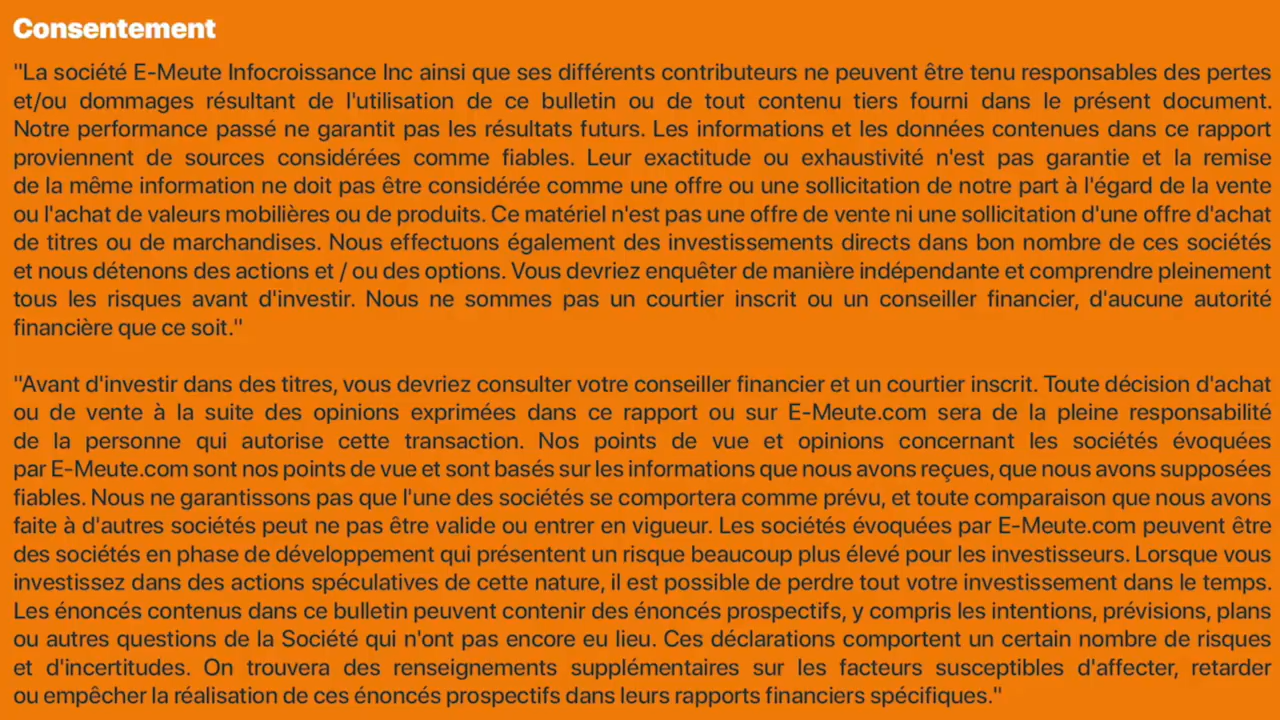 Consentement
"La société E-Meute Infocroissance Inc ainsi que ses différents contributeurs ne peuvent être tenu responsables des pertes
et/ou dommages résultant de l'utilisation de ce bulletin ou de tout contenu tiers fourni dans le présent document.
Notre performance passé ne garantit pas les résultats futurs. Les informations et les données contenues dans ce rapport
proviennent de sources considérées comme fiables. Leur exactitude ou exhaustivité n'est pas garantie et la remise
de la même information ne doit pas être considérée comme une offre ou une sollicitation de notre part à l'égard de la vente
ou l'achat de valeurs mobilières ou de produits. Ce matériel n'est pas une offre de vente ni une sollicitation d'une offre d'achat
de titres ou de marchandises. Nous effectuons également des investissements directs dans bon nombre de ces sociétés
et nous détenons des actions et / ou des options. Vous devriez enquêter de manière indépendante et comprendre pleinement
tous les risques avant d'investir. Nous ne sommes pas un courtier inscrit ou un conseiller financier, d'aucune autorité
financière que ce soit."
"Avant d'investir dans des titres, vous devriez consulter votre conseiller financier et un courtier inscrit. Toute décision d'achat
ou de vente à la suite des opinions exprimées dans ce rapport ou sur E-Meute.com sera de la pleine responsabilité
de la personne qui autorise cette transaction. Nos points de vue et opinions concernant les sociétés évoquées
par E-Meute.com sont nos points de vue et sont basés sur les informations que nous avons reçues, que nous avons supposées
fiables. Nous ne garantissons pas que l'une des sociétés se comportera comme prévu, et toute comparaison que nous avons
faite à d'autres sociétés peut ne pas être valide ou entrer en vigueur. Les sociétés évoquées par E-Meute.com peuvent être
des sociétés en phase de développement qui présentent un risque beaucoup plus élevé pour les investisseurs. Lorsque vous
investissez dans des actions spéculatives de cette nature, il est possible de perdre tout votre investissement dans le temps.
Les énoncés contenus dans ce bulletin peuvent contenir des énoncés prospectifs, y compris les intentions, prévisions, plans
ou autres questions de la Société qui n'ont pas encore eu lieu. Ces déclarations comportent un certain nombre de risques
et d'incertitudes. On trouvera des renseignements supplémentaires sur les facteurs susceptibles d'affecter, retarder
ou empêcher la réalisation de ces énoncés prospectifs dans leurs rapports financiers spécifiques."